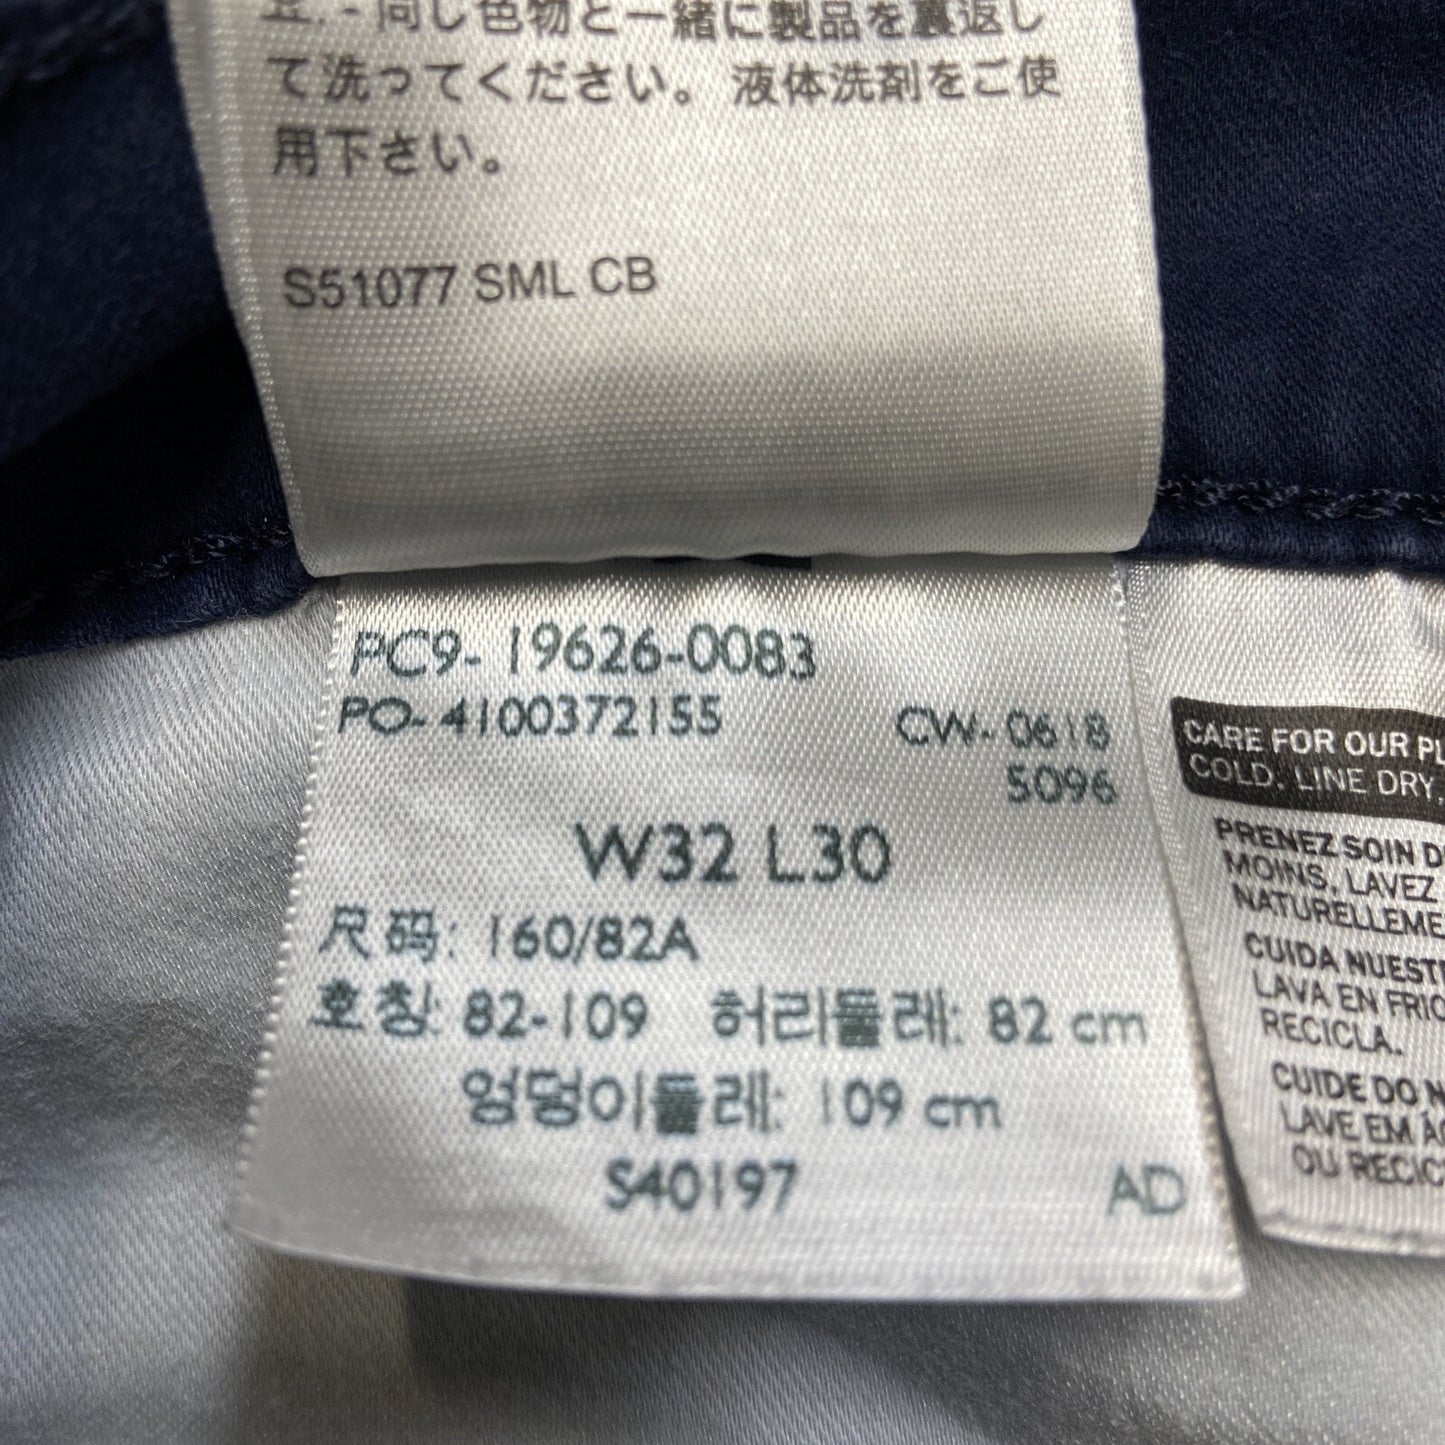 - 同じ色物と一緒に製品を裏返し
て洗ってください。 液体洗剤をご使
用下さい。
S51077 SML CB
PC9- 19626-0083
PO- 4100372155 CW- 0618
5096
W32 L30
尺码: 160/82A
호칭: 82-109 허리둘레: 82 cm
엉덩이둘레: 109 cm
S40197 AD
CARE FOR OUR PL
COLD. LINE DRY,
PRENEZ SOIN D
MOINS. LAVEZ
NATURELLEME
CUIDA NUEST
LAVA EN FRIO
RECICLA.
CUIDE DO N
LAVE EM Á
OU RECIC